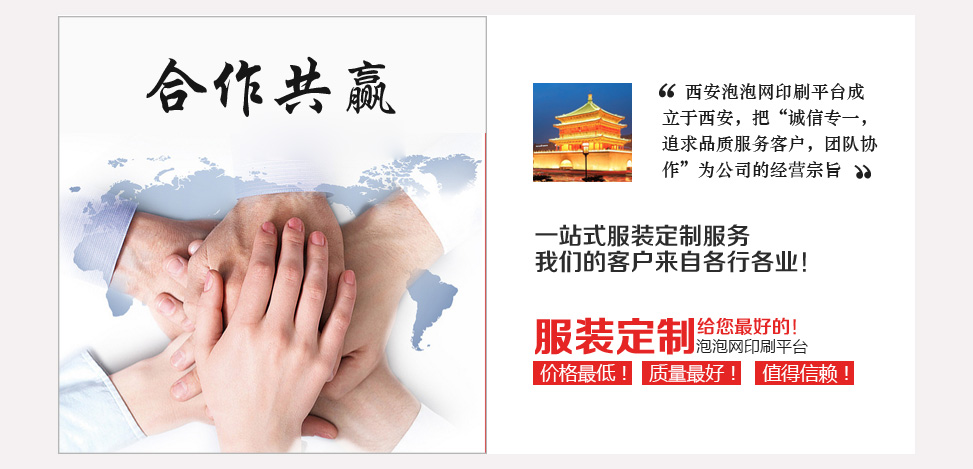 合作共赢
“ 西安泡泡网印刷平台成
立于西安，把“诚信专一，
追求品质服务客户，团队协
作”为公司的经营宗旨 ”
一站式服装定制服务
我们的客户来自各行各业！
服装定制
给您最好的！
泡泡网印刷平台
价格最低！ 质量最好！ 值得信赖！